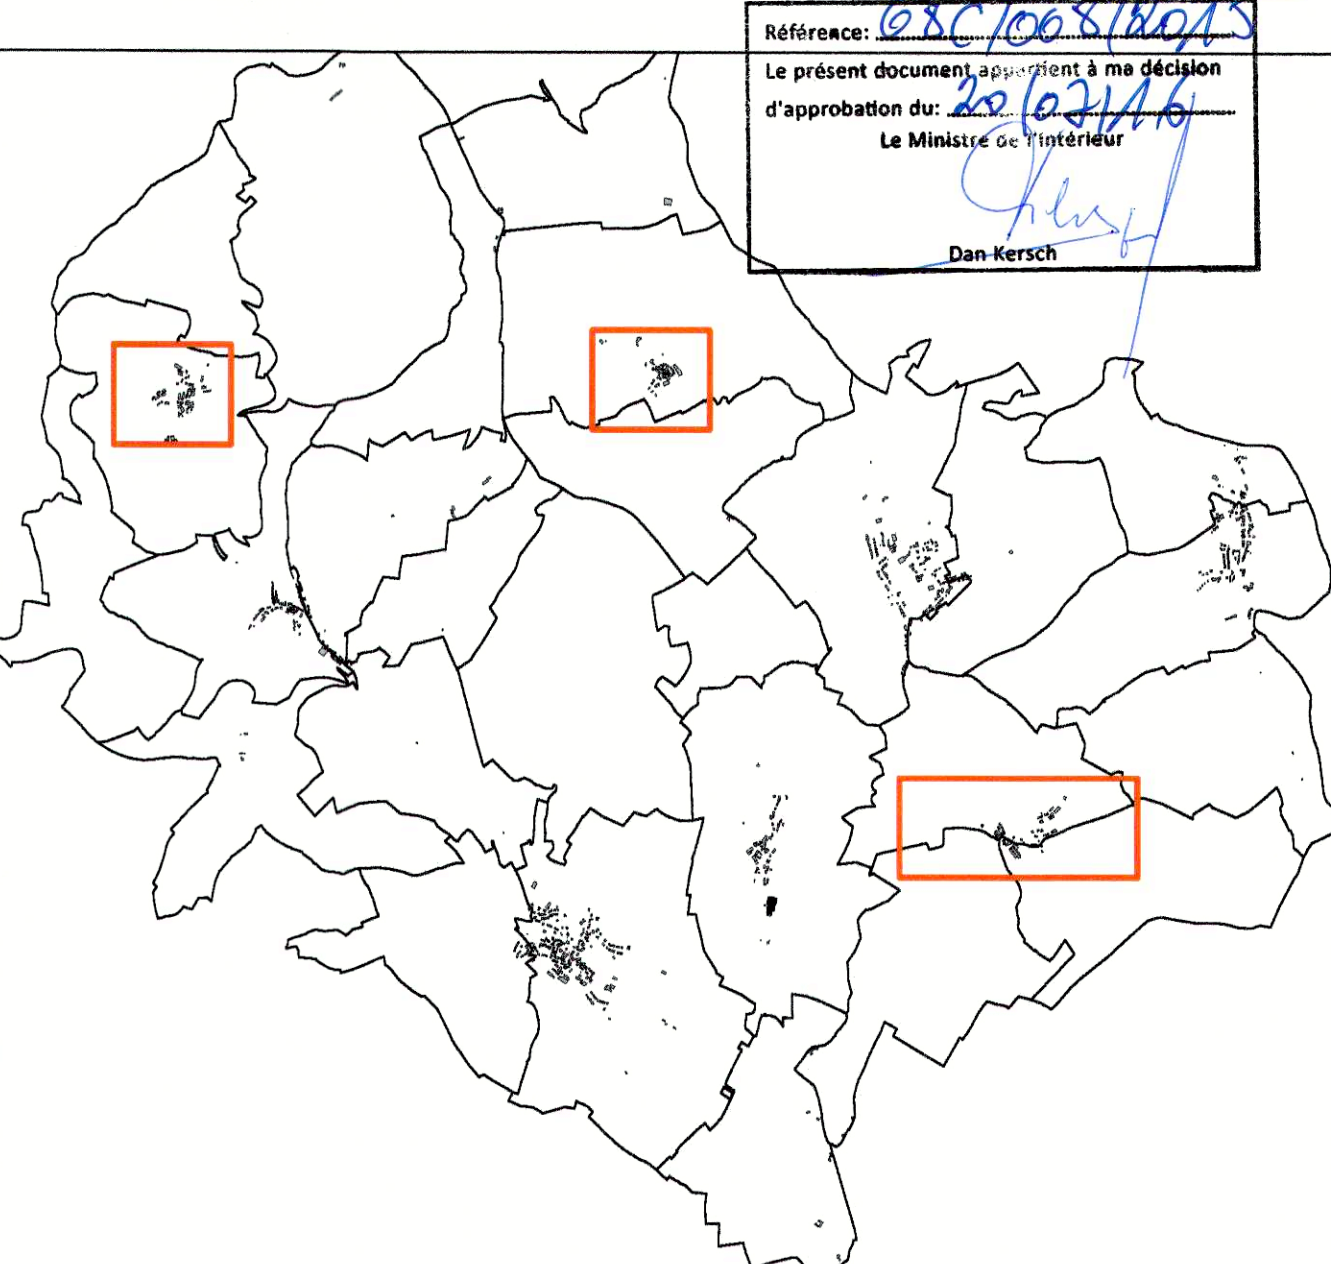 Référence: 68C/008/2015
Le présent document appartient à ma décision
d'approbation du: 20/07/16
Le Ministre de l'Intérieur
Dan Kersch